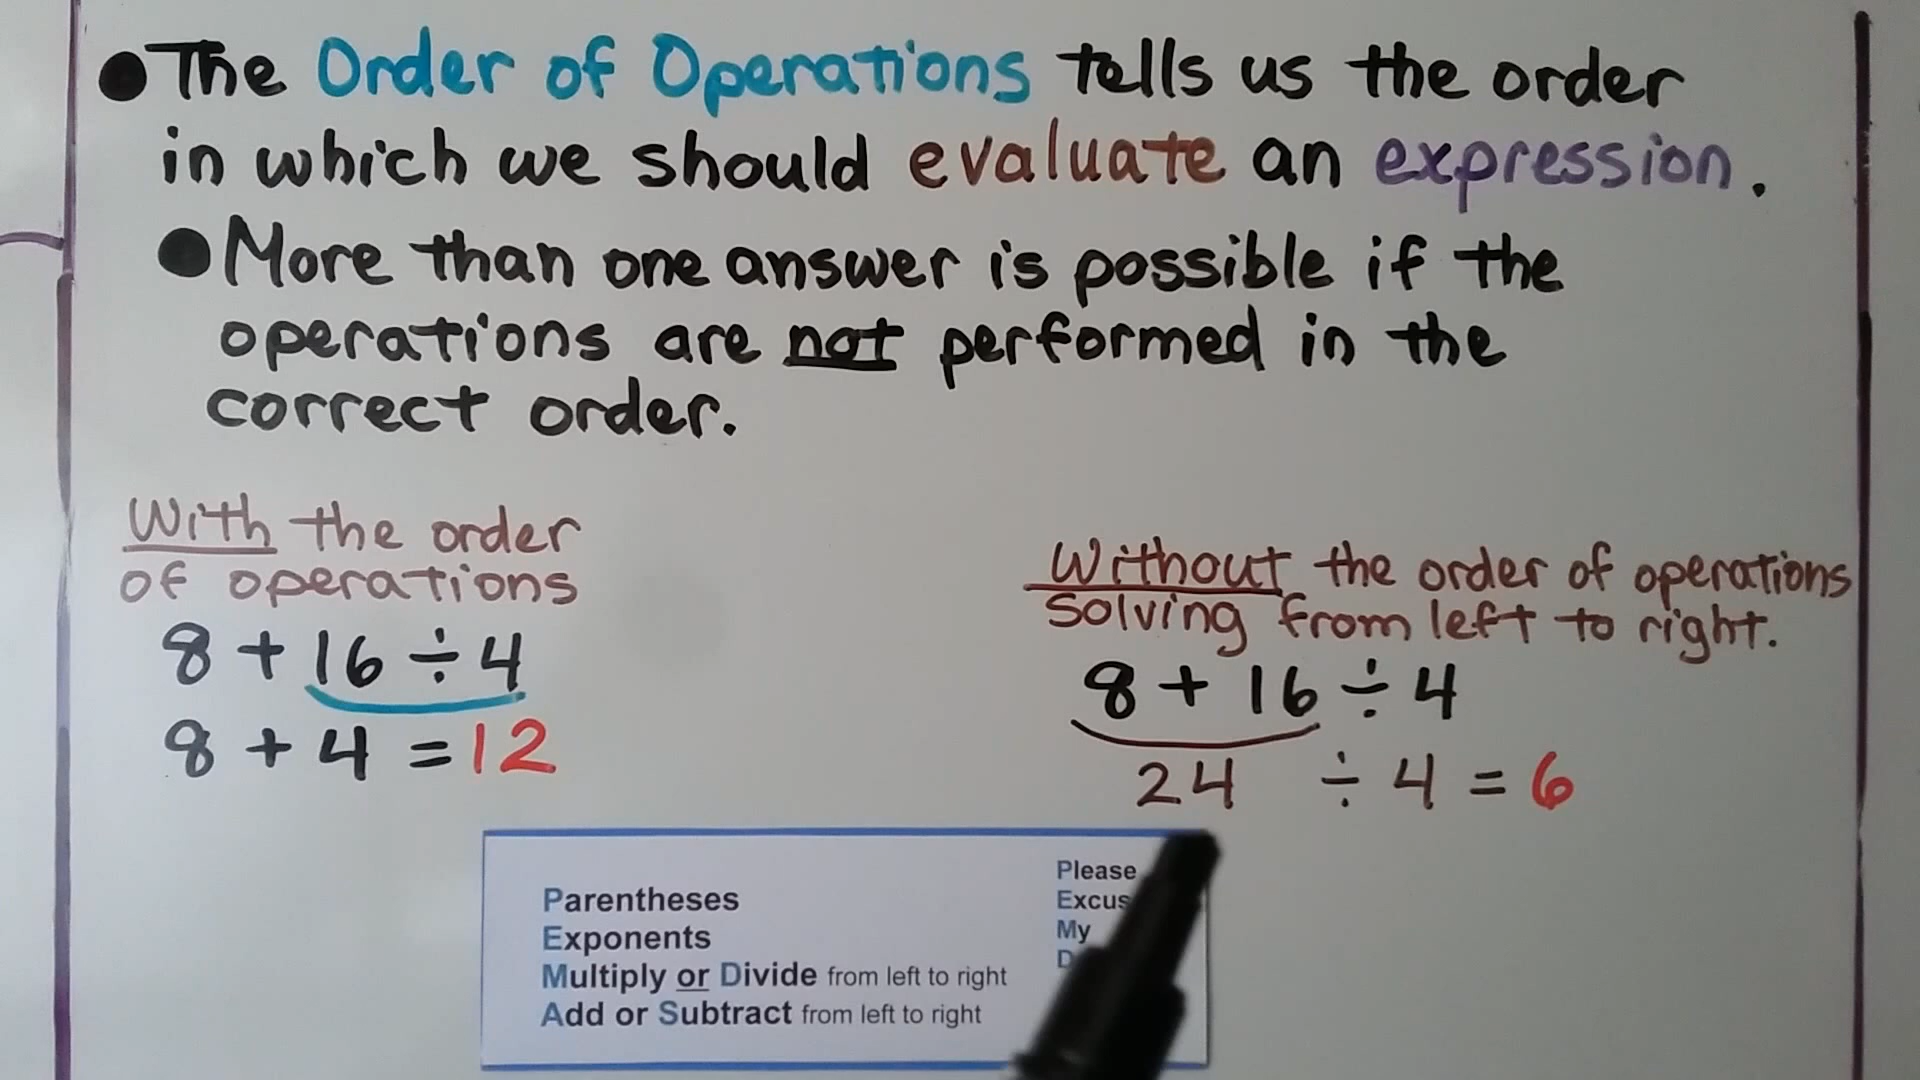 ●The Order of Operations tells us the order
in which we should evaluate an expression.
●More than one answer is possible if the
operations are not performed in the
correct order.
With the order
of operations
8 + 16 ÷ 4
8 + 4 = 12
Without the order of operations
solving from left to right.
8 + 16 ÷ 4
24 ÷ 4 = 6
Parentheses
Exponents
Multiply or Divide from left to right
Add or Subtract from left to right
Please
My